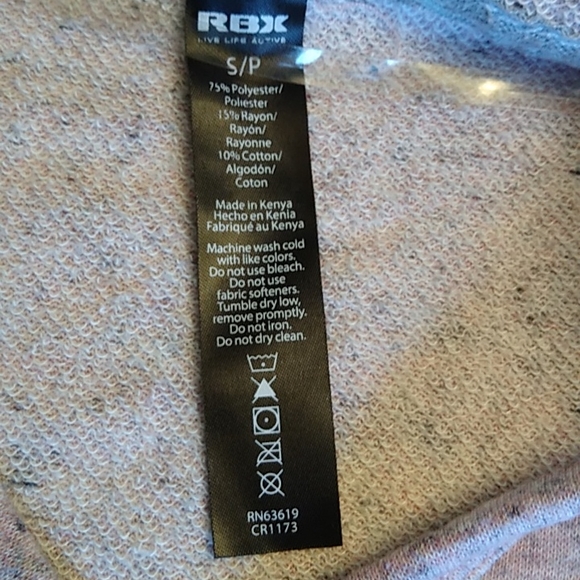 RBX
LIVE LIFE ACTIVE
S/P
75% Polyester/
Poliester
15% Rayon/
Rayón/
Rayonne
10% Cotton/
Algodón/
Coton
Made in Kenya
Hecho en Kenia
Fabriqué au Kenya
Machine wash cold
with like colors.
Do not use bleach.
Do not use
fabric softeners.
Tumble dry low,
remove promptly.
Do not iron.
Do not dry clean.
RN63619
CR1173